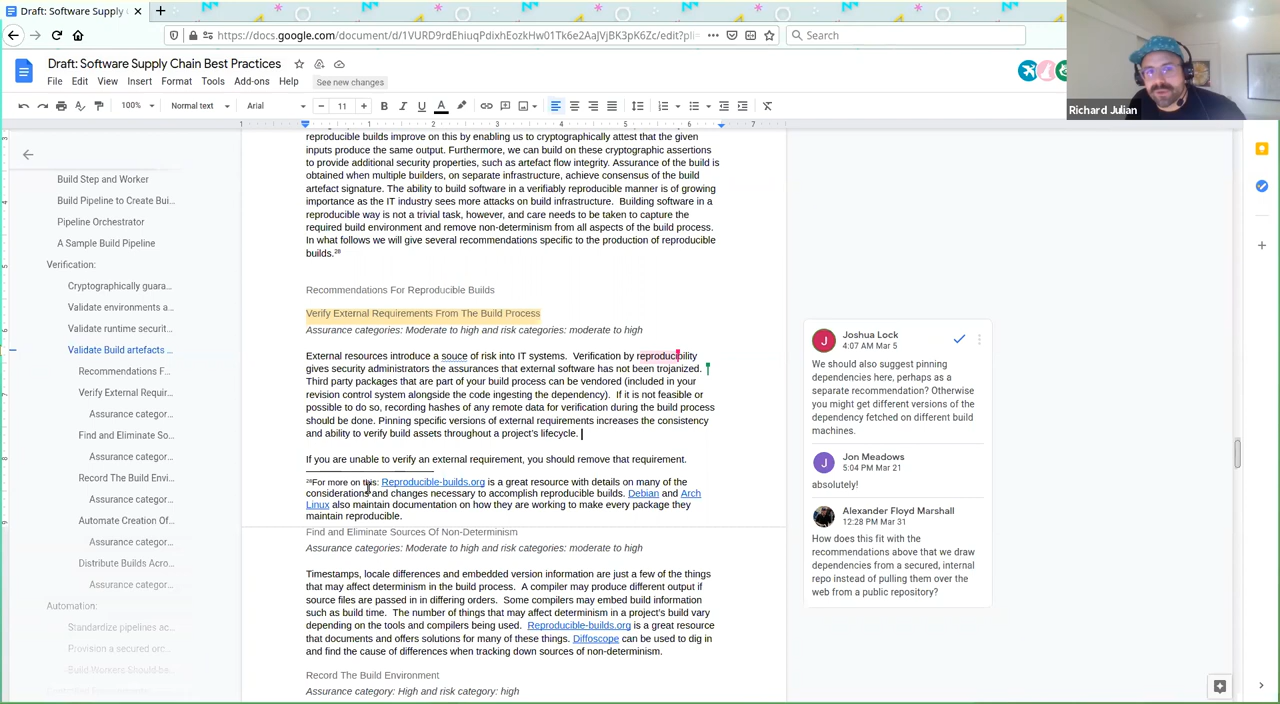 Draft: Software Supply C
https://docs.google.com/document/d/1VURD9rdEhiuqPdixhEozkHw01Tk6e2AaJVjBK3pK6Zc/edit?pli=
Search
Richard Julian
Draft: Software Supply Chain Best Practices
File Edit View Insert Format Tools Add-ons Help See new changes
100% Normal text Arial 11 B I U A
1 1 2 3 4 5 6 7
reproducible builds improve on this by enabling us to cryptographically attest that the given
inputs produce the same output. Furthermore, we can build on these cryptographic assertions
to provide additional security properties, such as artefact flow integrity. Assurance of the build is
obtained when multiple builders, on separate infrastructure, achieve consensus of the build
artefact signature. The ability to build software in a verifiably reproducible manner is of growing
importance as the IT industry sees more attacks on build infrastructure. Building software in a
reproducible way is not a trivial task, however, and care needs to be taken to capture the
required build environment and remove non-determinism from all aspects of the build process.
In what follows we will give several recommendations specific to the production of reproducible
builds.28
Recommendations For Reproducible Builds
Verify External Requirements From The Build Process
Assurance categories: Moderate to high and risk categories: moderate to high
External resources introduce a souce of risk into IT systems. Verification by reproducibility
gives security administrators the assurances that external software has not been trojanized.
Third party packages that are part of your build process can be vendored (included in your
revision control system alongside the code ingesting the dependency). If it is not feasible or
possible to do so, recording hashes of any remote data for verification during the build process
should be done. Pinning specific versions of external requirements increases the consistency
and ability to verify build assets throughout a project's lifecycle.
If you are unable to verify an external requirement, you should remove that requirement.
28For more on this: Reproducible-builds.org is a great resource with details on many of the
considerations and changes necessary to accomplish reproducible builds. Debian and Arch
Linux also maintain documentation on how they are working to make every package they
maintain reproducible.
Find and Eliminate Sources Of Non-Determinism
Assurance categories: Moderate to high and risk categories: moderate to high
Timestamps, locale differences and embedded version information are just a few of the things
that may affect determinism in the build process. A compiler may produce different output if
source files are passed in in differing orders. Some compilers may embed build information
such as build time. The number of things that may affect determinism in a project's build vary
depending on the tools and compilers being used. Reproducible-builds.org is a great resource
that documents and offers solutions for many of these things. Diffoscope can be used to dig in
and find the cause of differences when tracking down sources of non-determinism.
Record The Build Environment
Assurance category: High and risk category: high
Build Step and Worker
Build Pipeline to Create Bui...
Pipeline Orchestrator
A Sample Build Pipeline
Verification:
Cryptographically guara...
Validate environments a...
Validate runtime securit...
Validate Build artefacts ...
Recommendations F...
Verify External Requir...
Assurance categor...
Find and Eliminate So...
Assurance categor...
Record The Build Envi...
Assurance categor...
Automate Creation Of...
Assurance categor...
Distribute Builds Acro...
Assurance categor...
Automation:
Standardize pipelines ac...
Provision a secured orc...
Build Workers Should be...
Joshua Lock
4:07 AM Mar 5
We should also suggest pinning
dependencies here, perhaps as a
separate recommendation? Otherwise
you might get different versions of the
dependency fetched on different build
machines.
Jon Meadows
5:04 PM Mar 21
absolutely!
Alexander Floyd Marshall
12:28 PM Mar 31
How does this fit with the
recommendations above that we draw
dependencies from a secured, internal
repo instead of pulling them over the
web from a public repository?